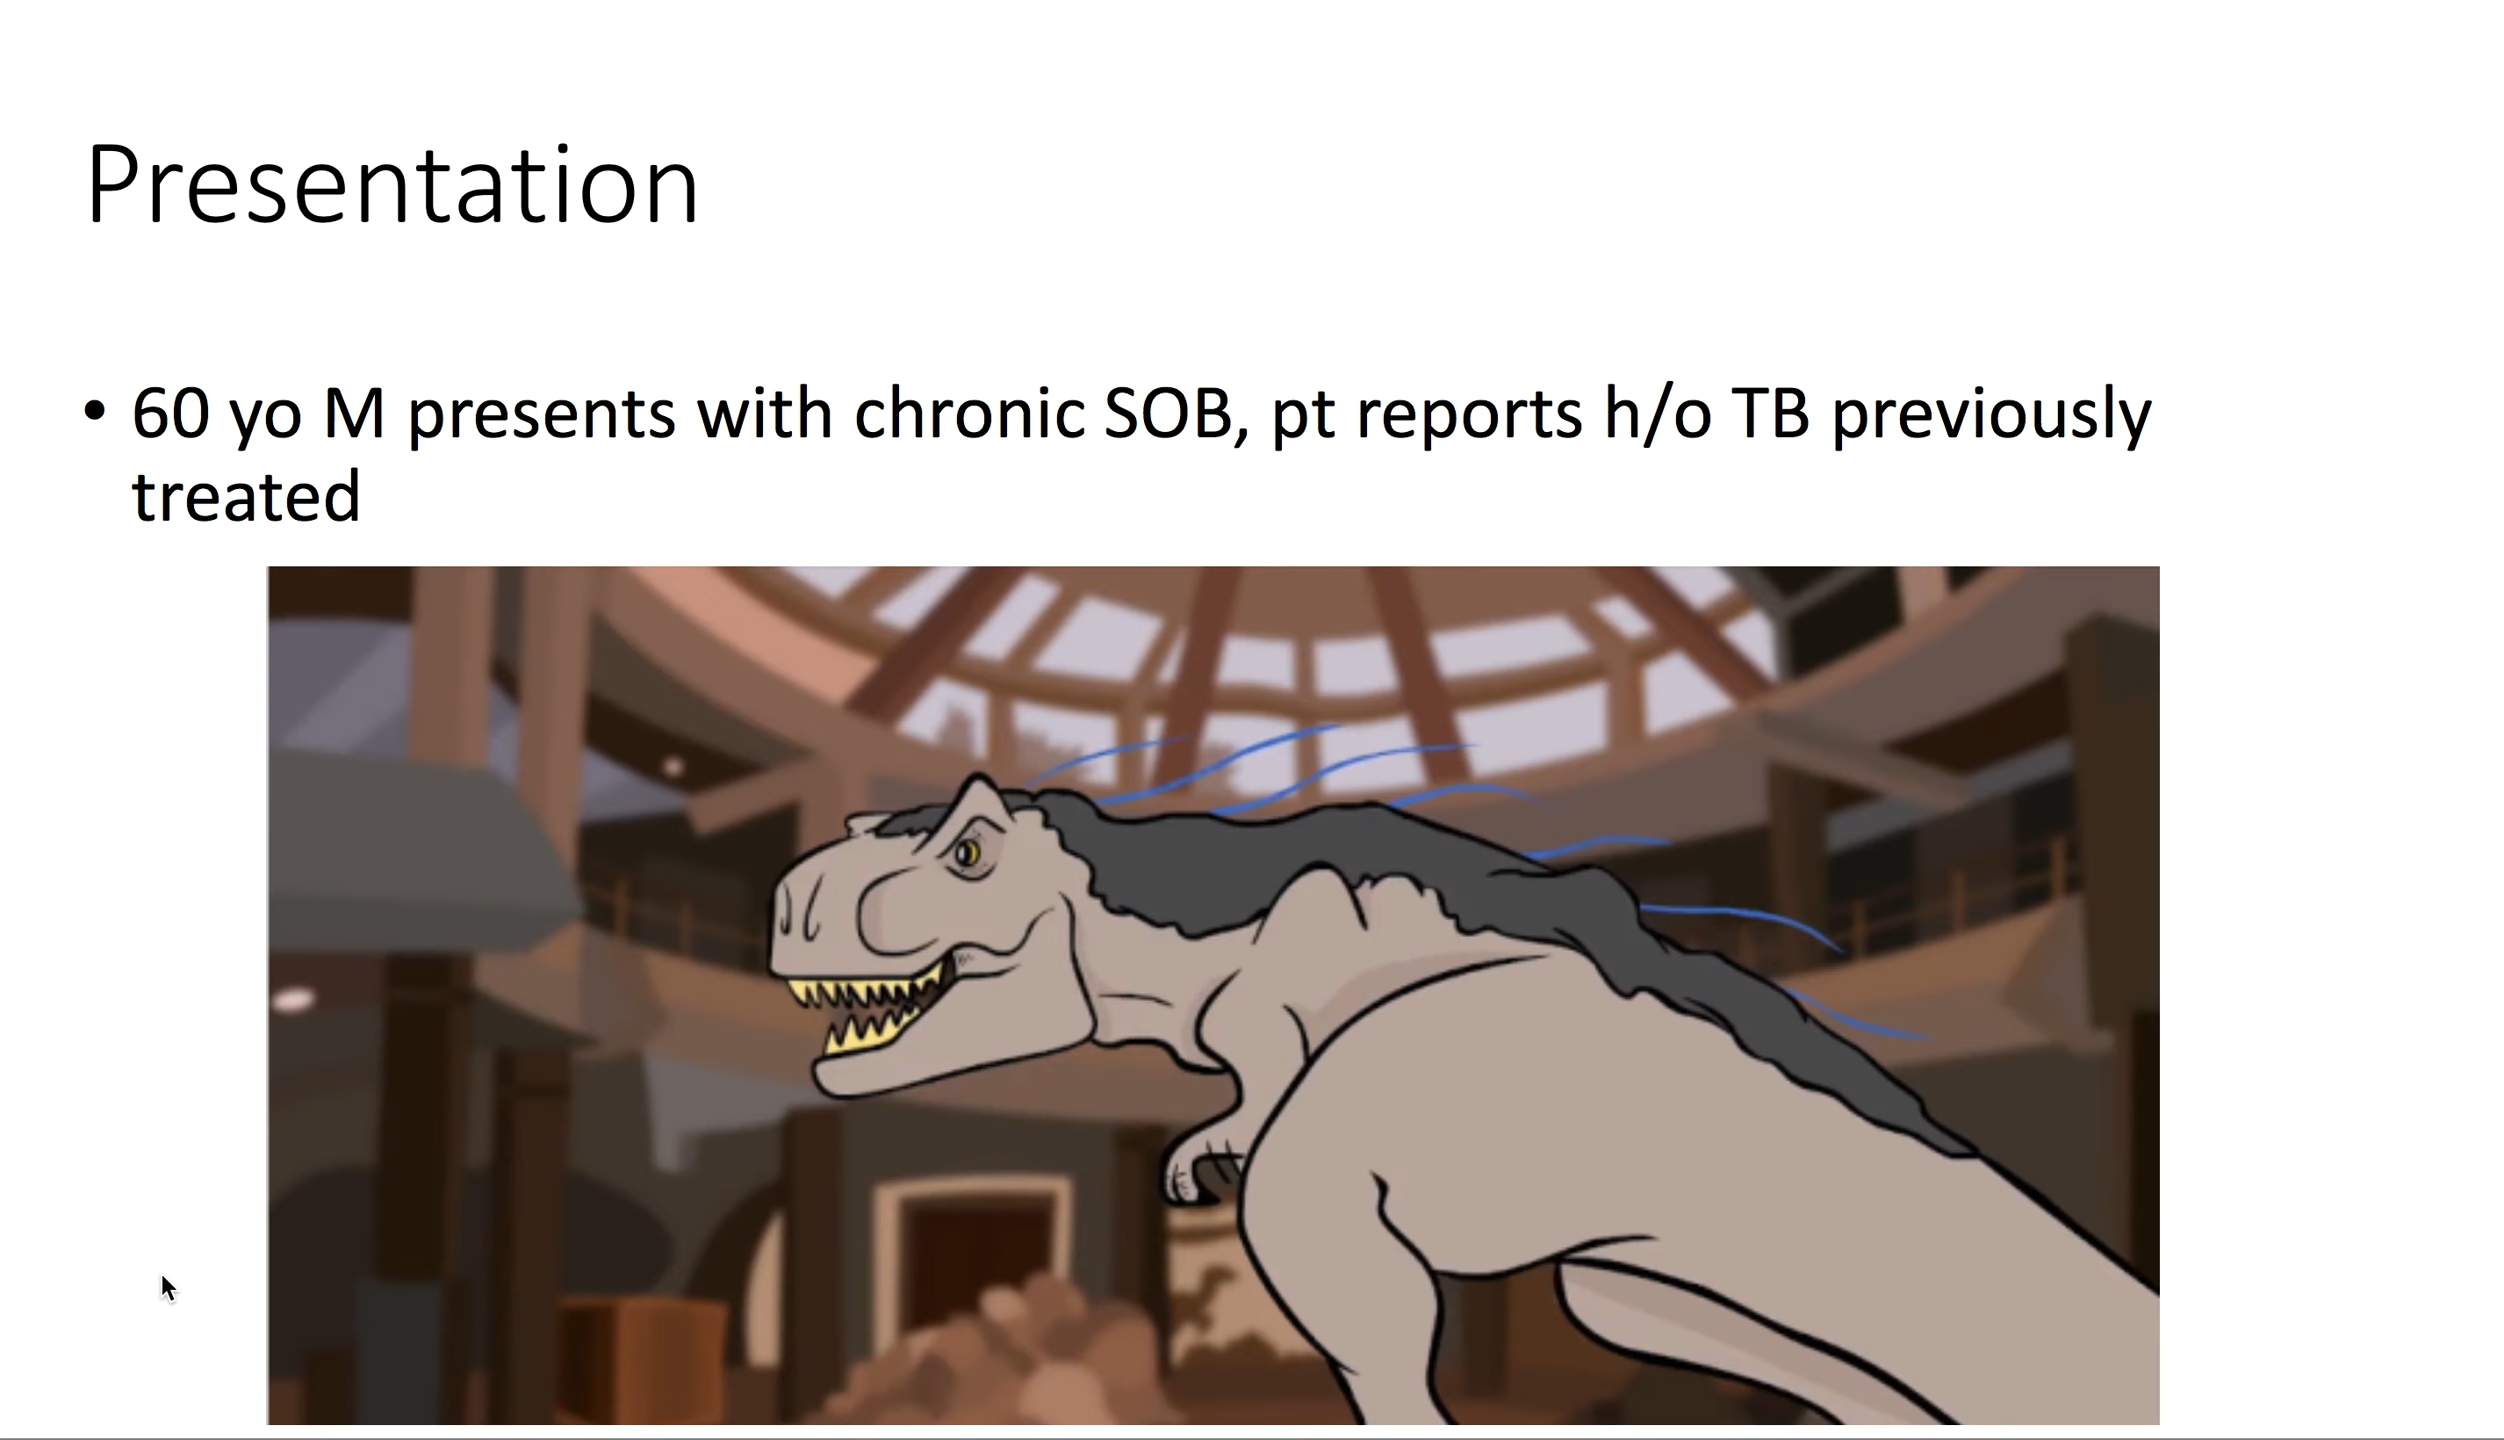 Presentation
• 60 yo M presents with chronic SOB, pt reports h/o TB previously
treated